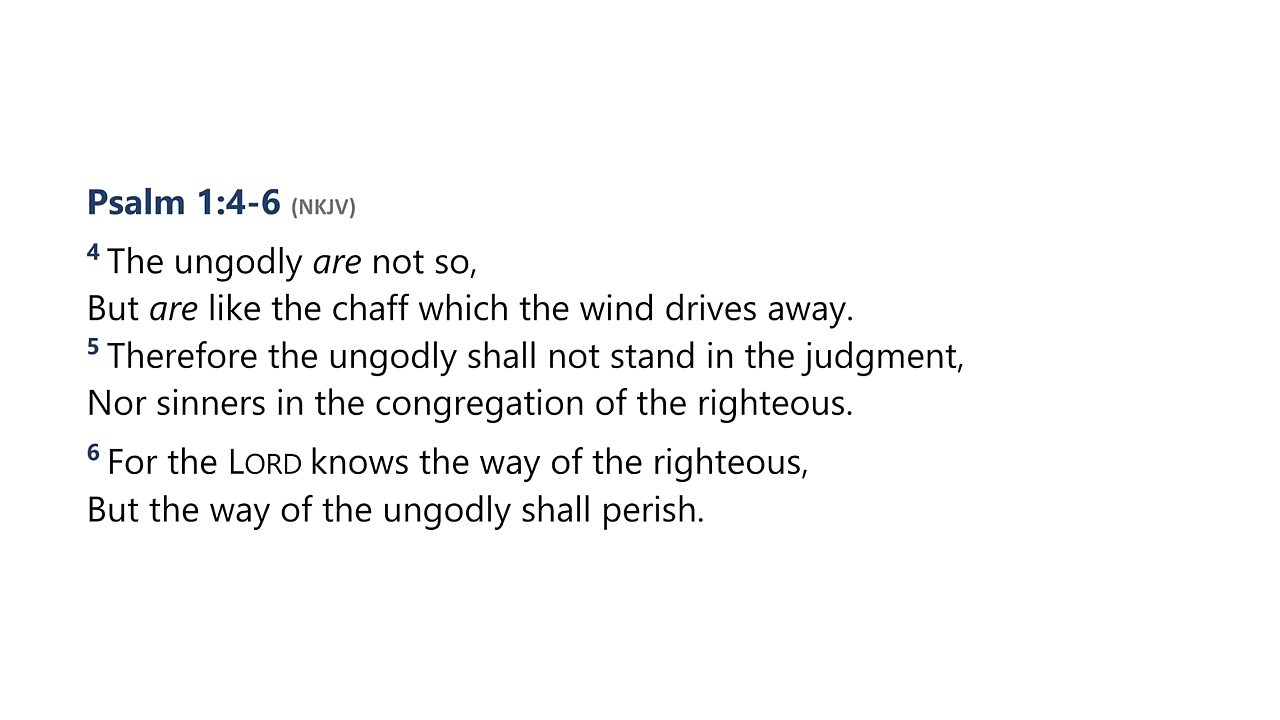 Psalm 1:4-6 (NKJV)
4 The ungodly are not so,
But are like the chaff which the wind drives away.
5 Therefore the ungodly shall not stand in the judgment,
Nor sinners in the congregation of the righteous.
6 For the LORD knows the way of the righteous,
But the way of the ungodly shall perish.